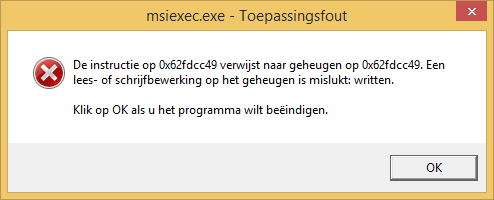 msiexec.exe - Toepassingsfout
De instructie op 0x62fdcc49 verwijst naar geheugen op 0x62fdcc49. Een
lees- of schrijfbewerking op het geheugen is mislukt: written.
Klik op OK als u het programma wilt beëindigen.
OK